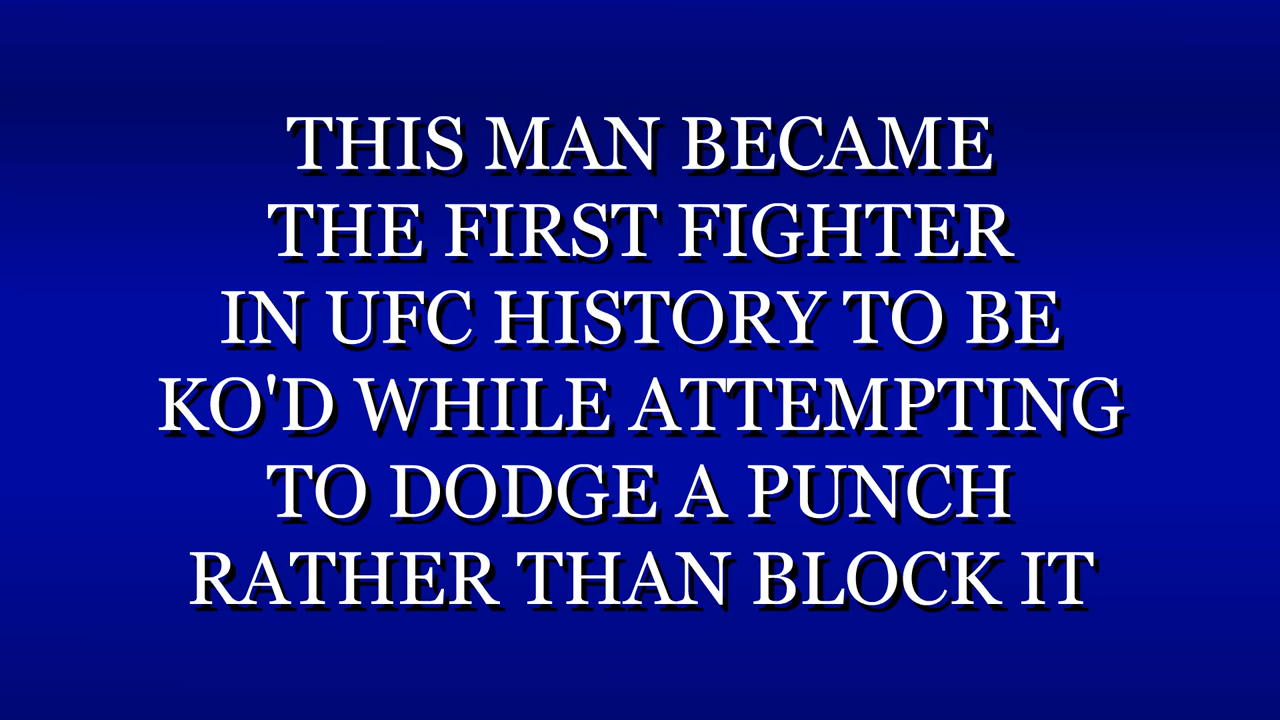 THIS MAN BECAME
THE FIRST FIGHTER
IN UFC HISTORY TO BE
KO'D WHILE ATTEMPTING
TO DODGE A PUNCH
RATHER THAN BLOCK IT